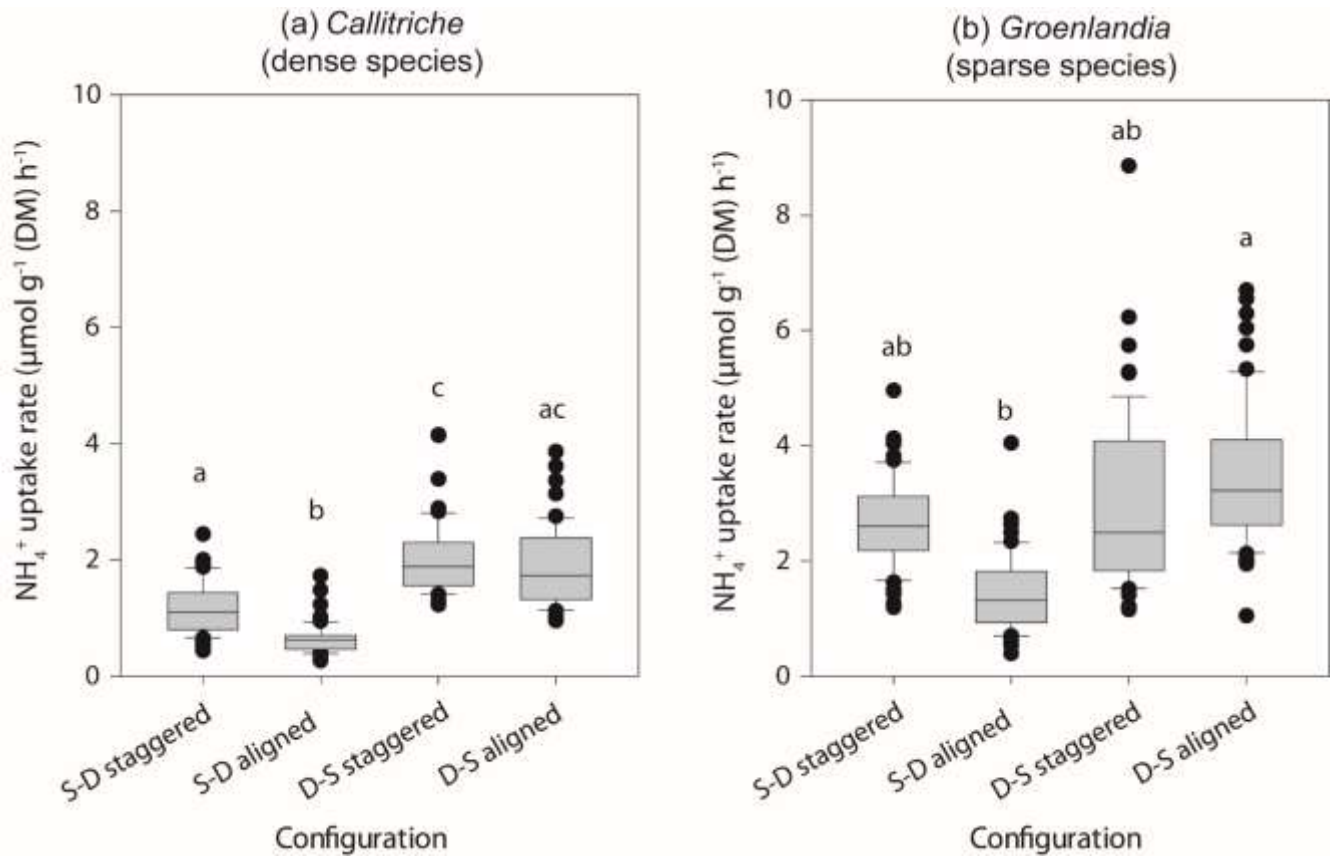 (a) Callitriche
(dense species)
NH₄⁺ uptake rate (µmol g⁻¹ (DM) h⁻¹)
10
8
6
4
2
0
a
b
c
ac
S-D staggered
S-D aligned
D-S staggered
D-S aligned
Configuration
(b) Groenlandia
(sparse species)
NH₄⁺ uptake rate (µmol g⁻¹ (DM) h⁻¹)
10
8
6
4
2
0
ab
b
ab
a
S-D staggered
S-D aligned
D-S staggered
D-S aligned
Configuration